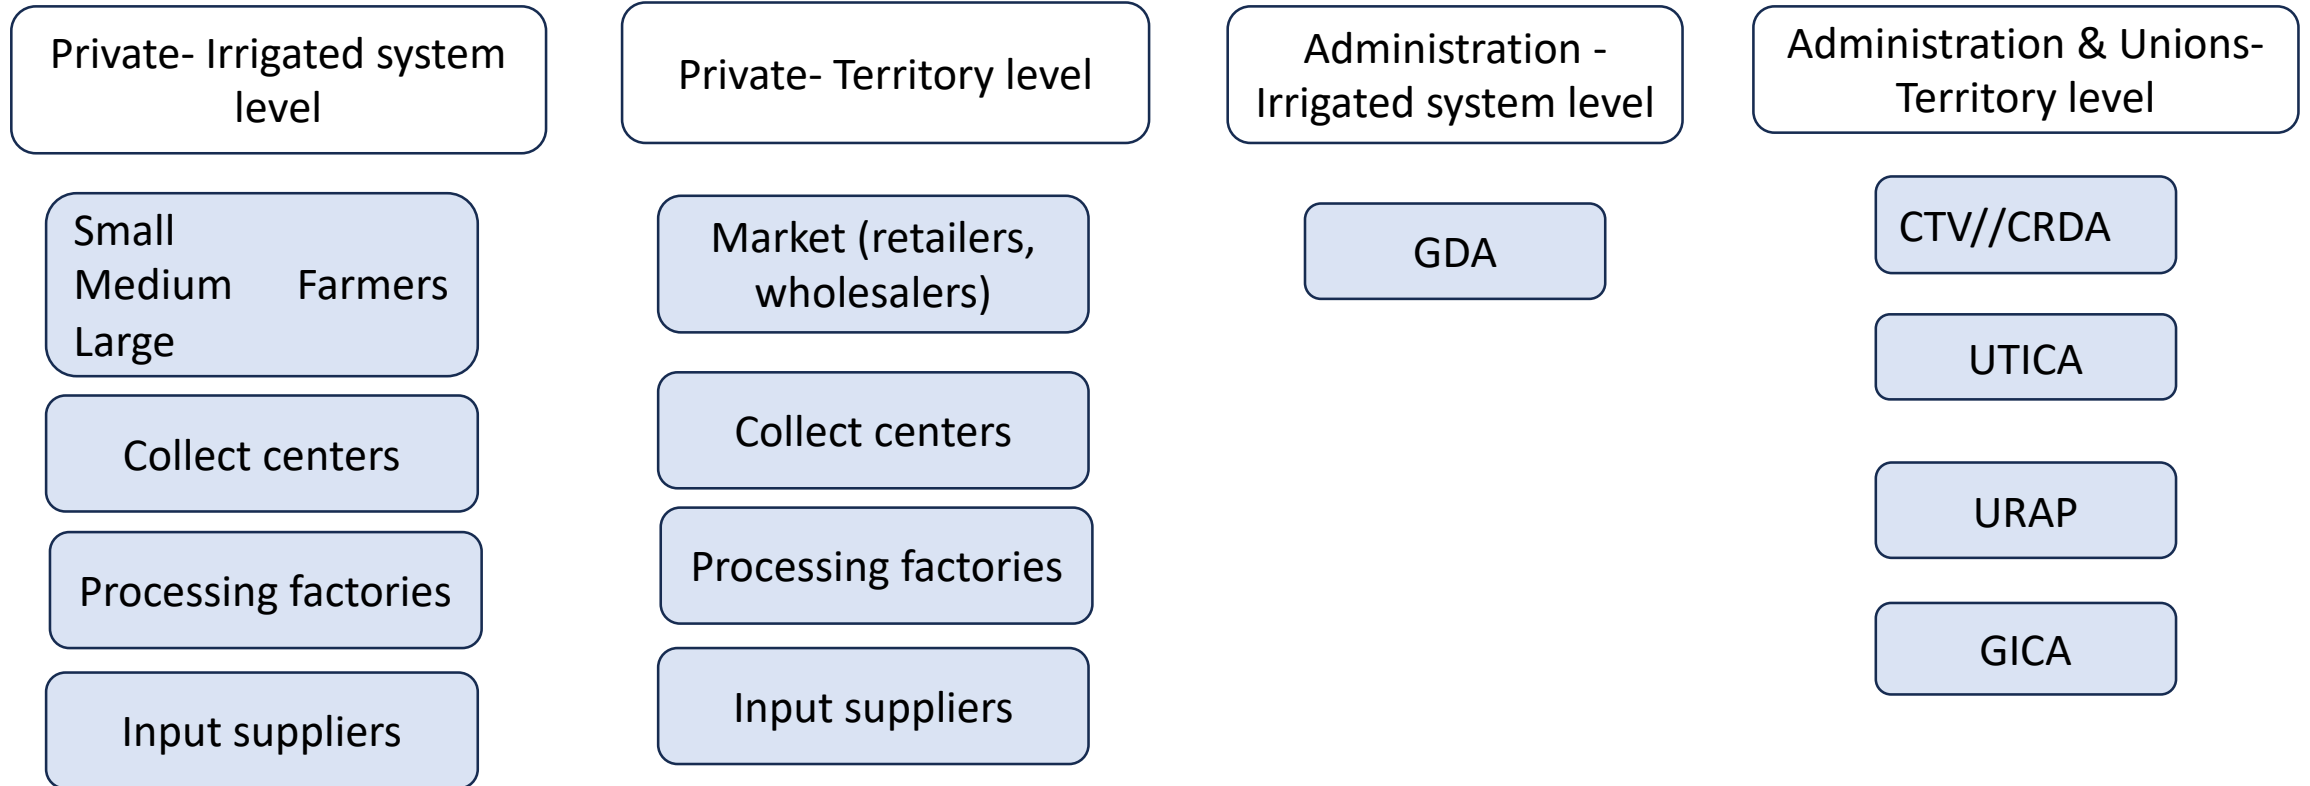 Private- Irrigated system
level
Small
Medium Farmers
Large
Collect centers
Processing factories
Input suppliers
Private- Territory level
Market (retailers,
wholesalers)
Collect centers
Processing factories
Input suppliers
Administration -
Irrigated system level
GDA
Administration & Unions-
Territory level
CTV//CRDA
UTICA
URAP
GICA